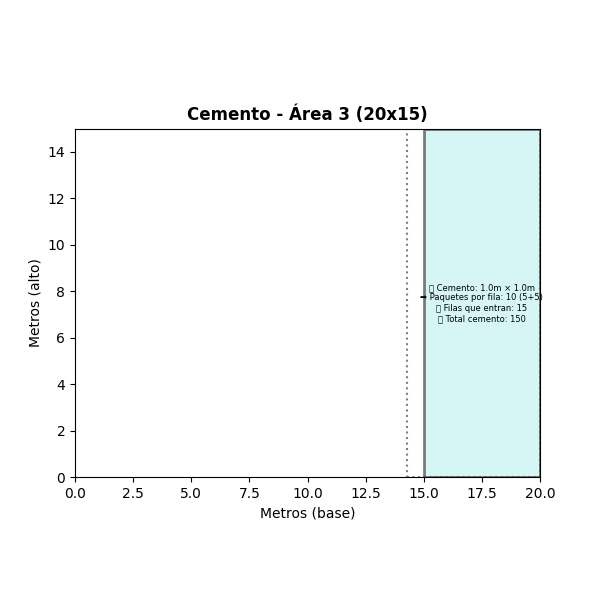 Cemento - Área 3 (20x15)
Metros (alto)
14
12
10
8
6
4
2
0
Cemento: 1.0m × 1.0m
Paquetes por fila: 10 (5+5)
Filas que entran: 15
Total cemento: 150
0.0 2.5 5.0 7.5 10.0 12.5 15.0 17.5 20.0
Metros (base)